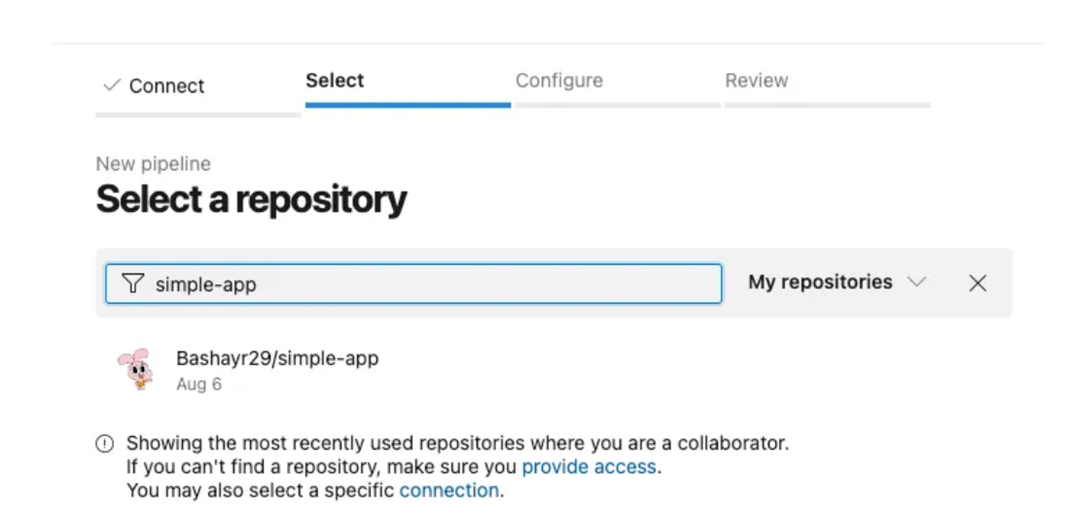 Connect
Select
Configure
Review
New pipeline
Select a repository
simple-app
My repositories
Bashayr29/simple-app
Aug 6
Showing the most recently used repositories where you are a collaborator.
If you can't find a repository, make sure you provide access.
You may also select a specific connection.